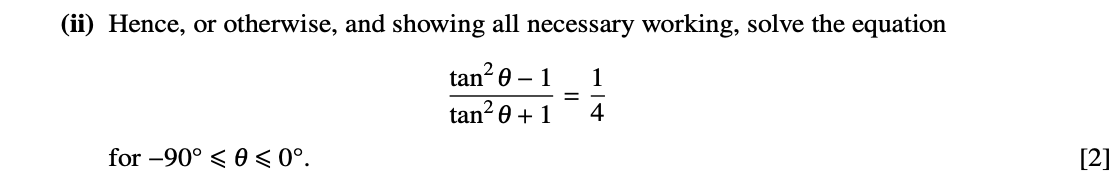 (ii) Hence, or otherwise, and showing all necessary working, solve the equation
tan² θ − 1 / tan² θ + 1 = 1/4
for −90° ⩽ θ ⩽ 0°. [2]